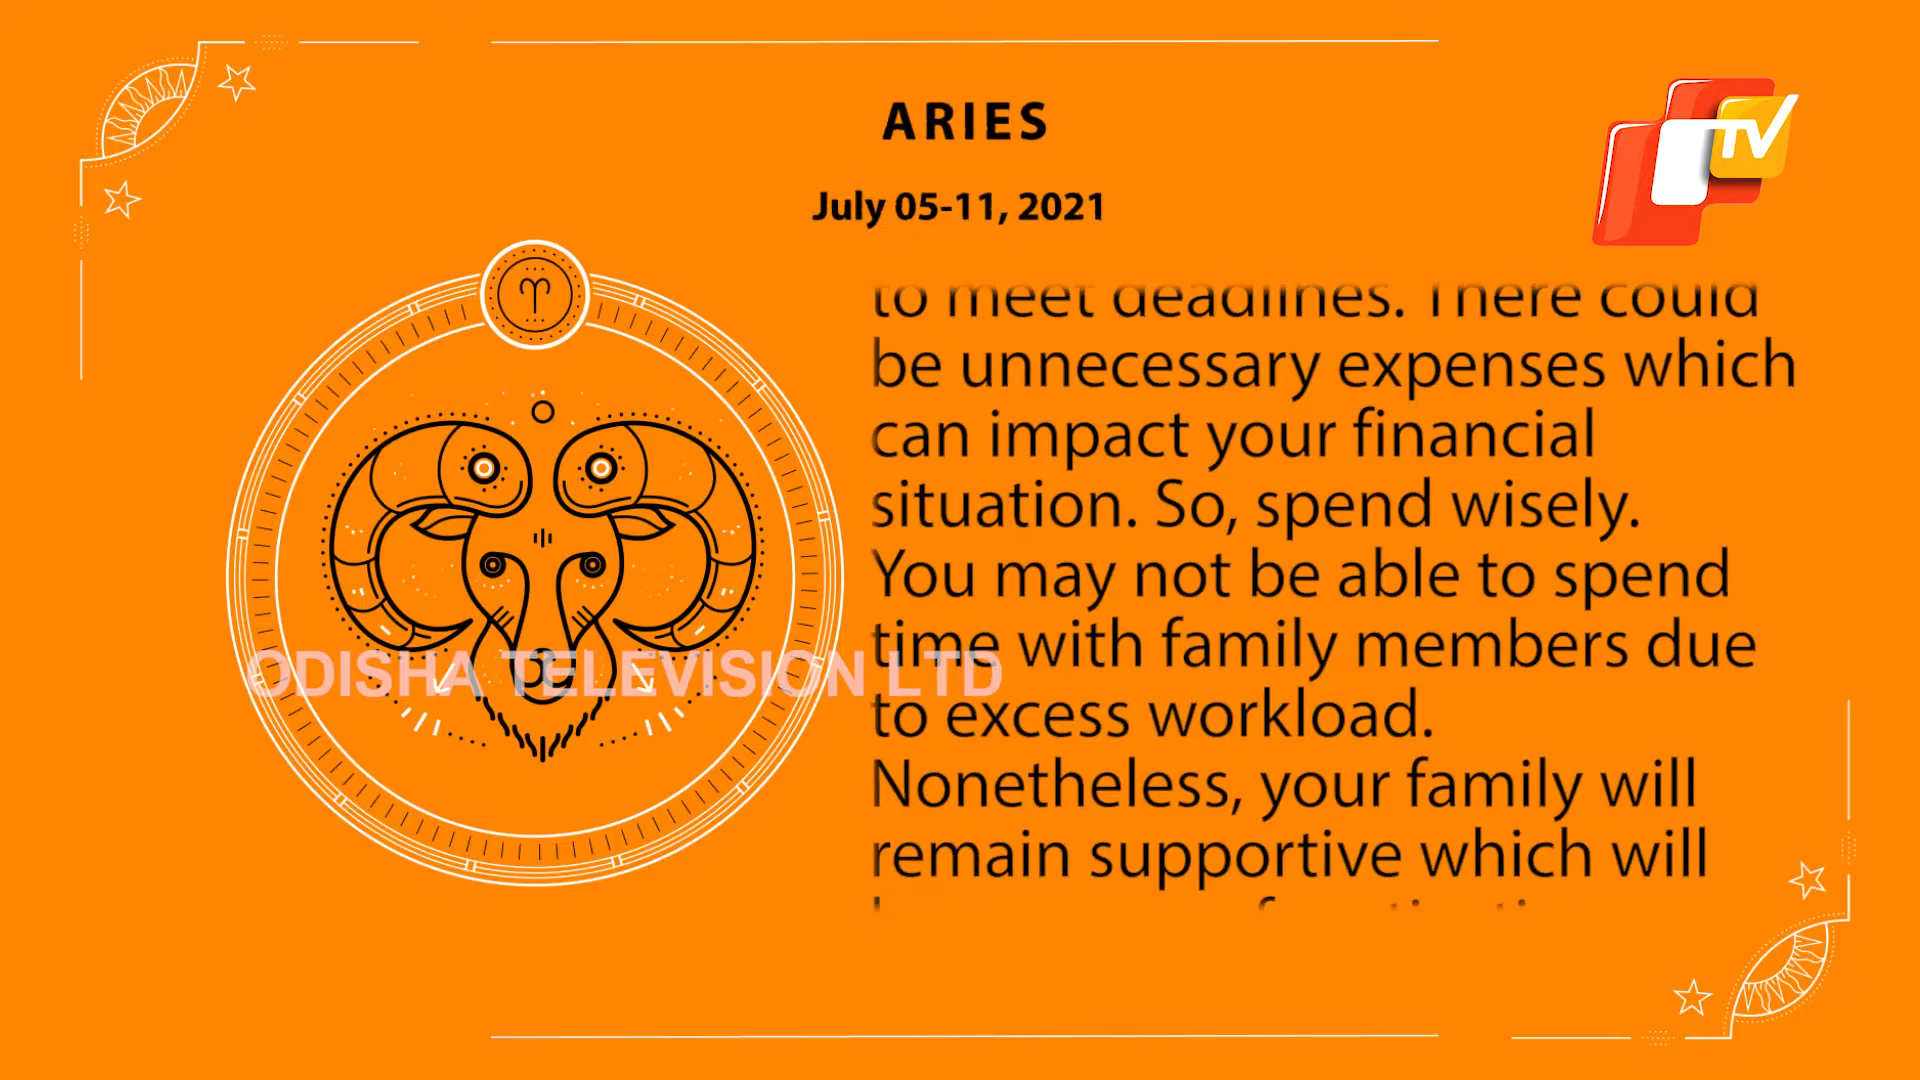 ARIES
TV
July 05-11, 2021
to meet deadlines. There could
be unnecessary expenses which
can impact your financial
situation. So, spend wisely.
You may not be able to spend
time with family members due
ODISHA TELEVISION LTD
to excess workload.
Nonetheless, your family will
remain supportive which will